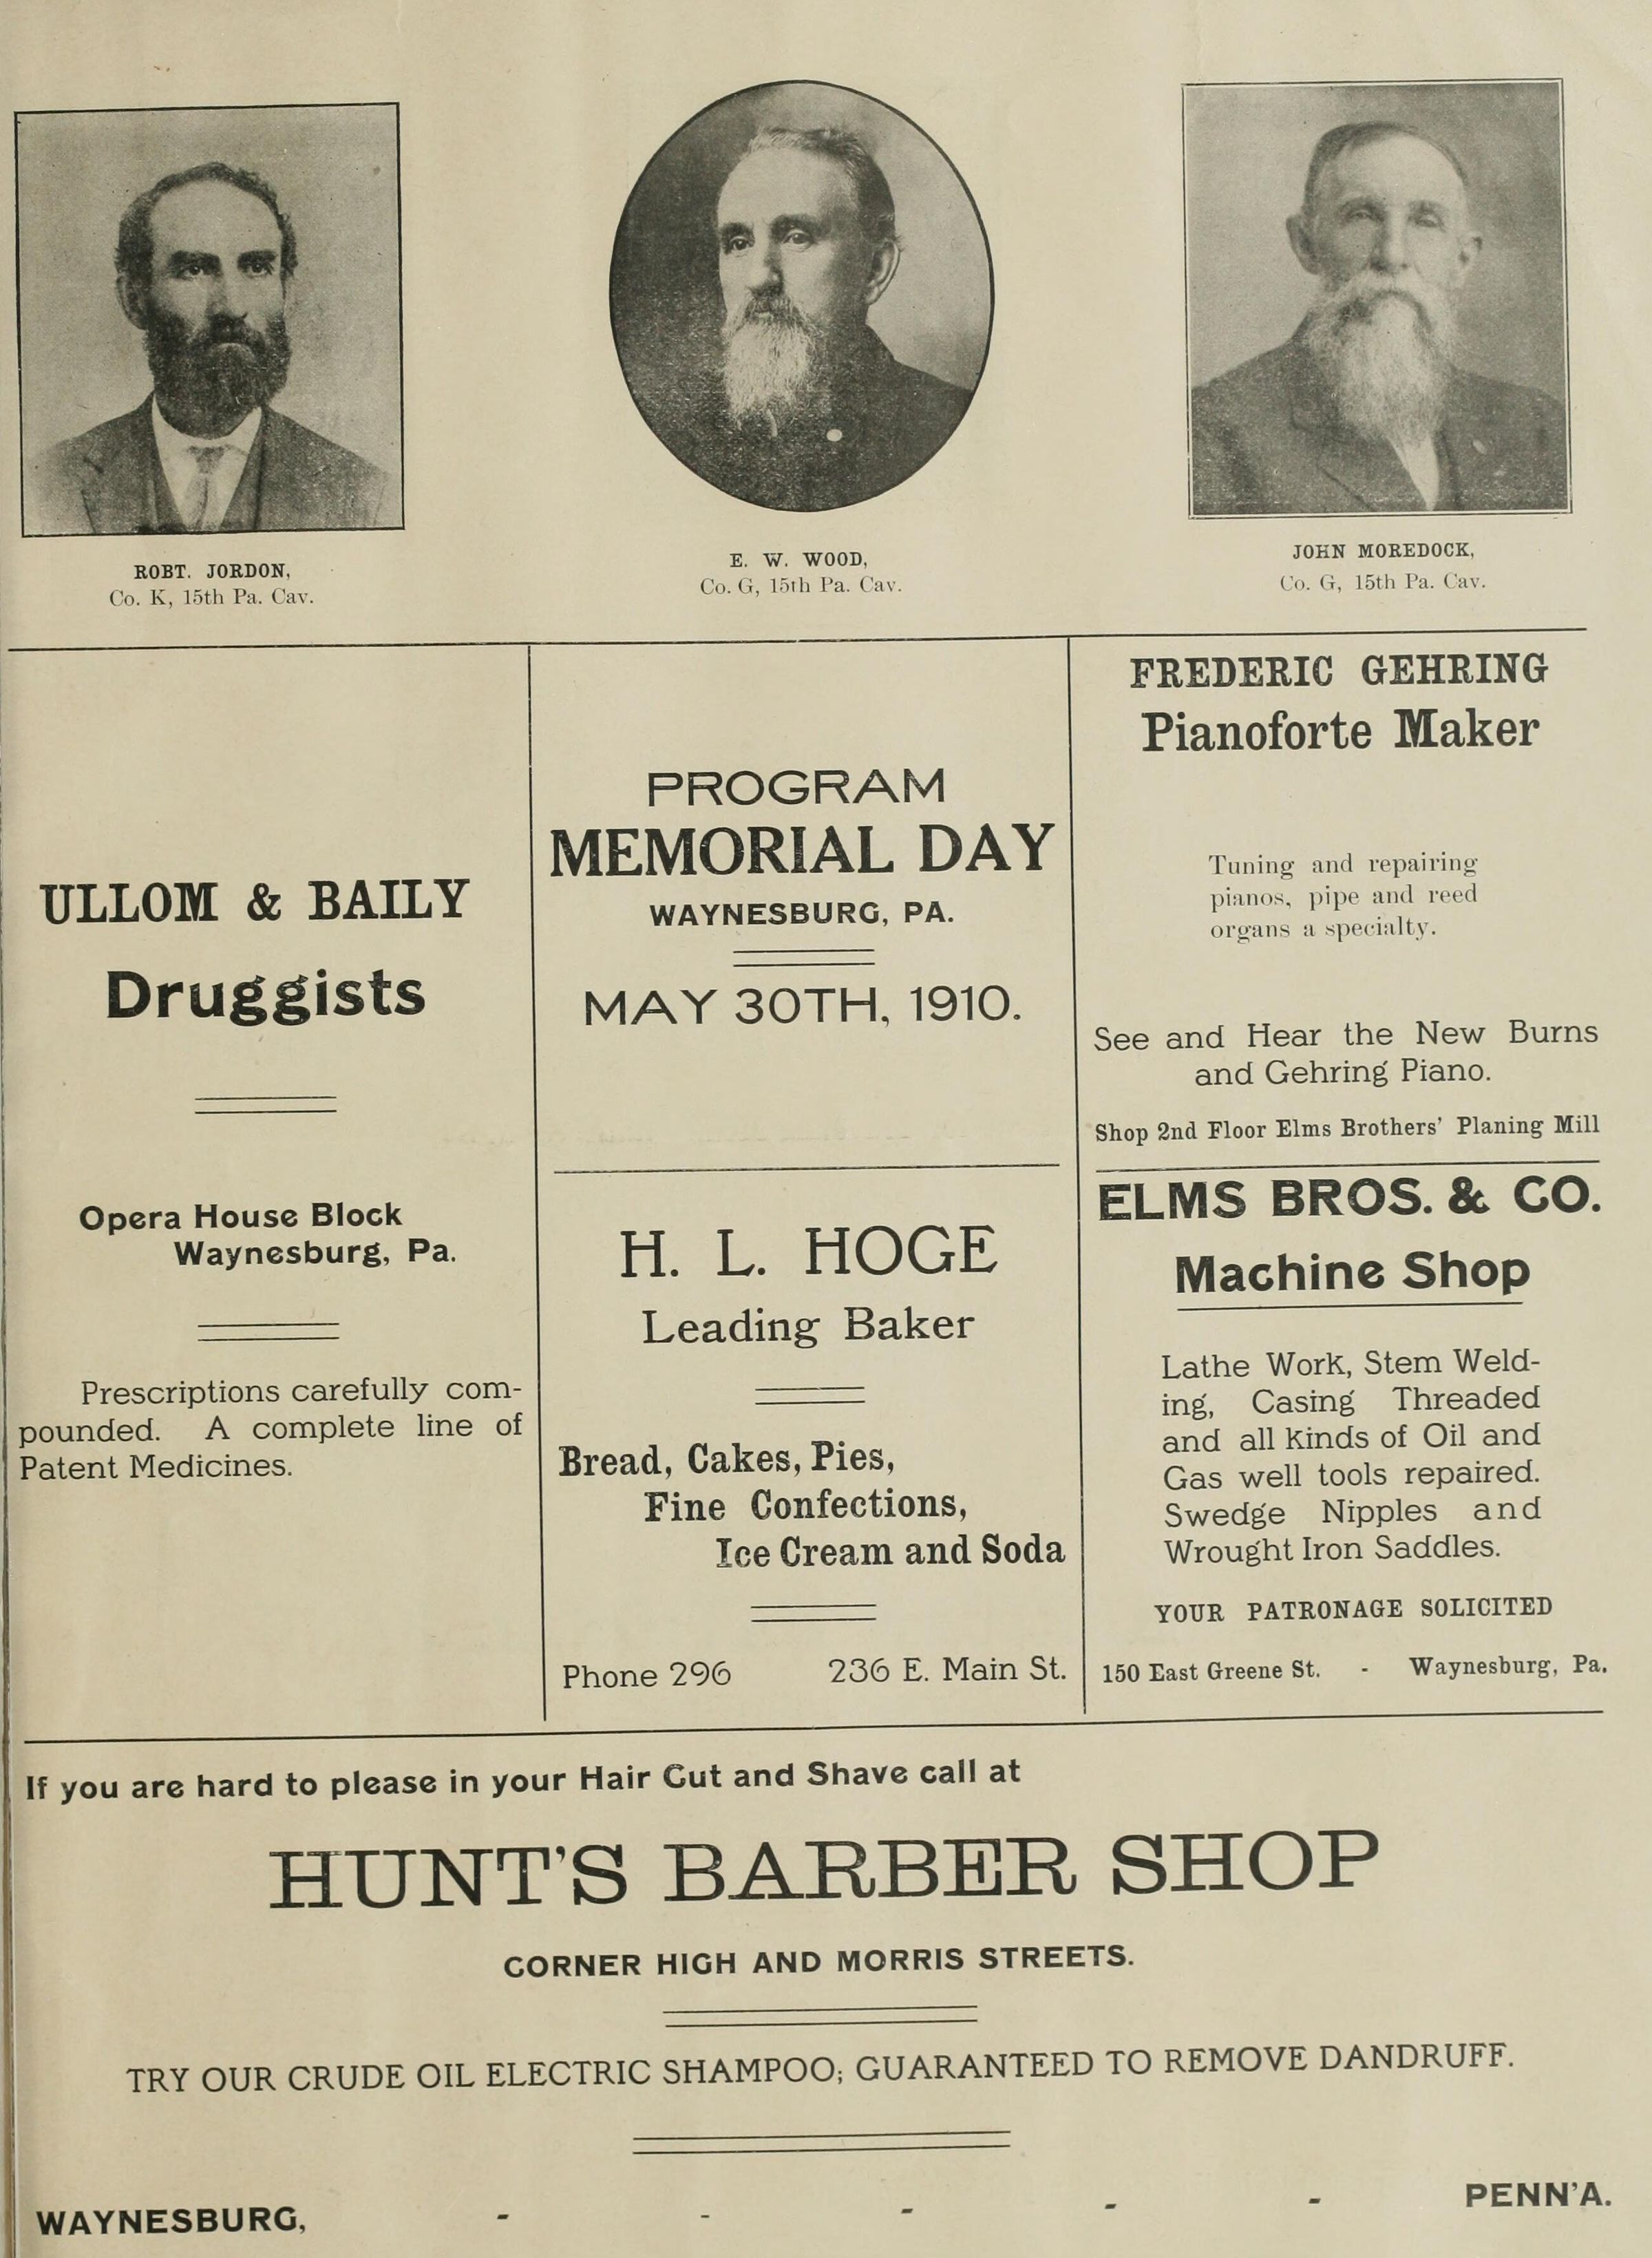 ROBT. JORDON,
Co. K, 15th Pa. Cav.
E. W. WOOD,
Co. G, 15th Pa. Cav.
JOHN MOREDOCK,
Co. G, 15th Pa. Cav.
ULLOM & BAILY
Druggists
Opera House Block
Waynesburg, Pa.
Prescriptions carefully com-
pounded. A complete line of
Patent Medicines.
PROGRAM
MEMORIAL DAY
WAYNESBURG, PA.
MAY 30TH, 1910.
H. L. HOGE
Leading Baker
Bread, Cakes, Pies,
Fine Confections,
Ice Cream and Soda
Phone 296 236 E. Main St.
FREDERIC GEHRING
Pianoforte Maker
Tuning and repairing
pianos, pipe and reed
organs a specialty.
See and Hear the New Burns
and Gehring Piano.
Shop 2nd Floor Elms Brothers' Planing Mill
ELMS BROS. & CO.
Machine Shop
Lathe Work, Stem Weld-
ing, Casing Threaded
and all kinds of Oil and
Gas well tools repaired.
Swedge Nipples and
Wrought Iron Saddles.
YOUR PATRONAGE SOLICITED
150 East Greene St. - Waynesburg, Pa.
If you are hard to please in your Hair Cut and Shave call at
HUNT'S BARBER SHOP
CORNER HIGH AND MORRIS STREETS.
TRY OUR CRUDE OIL ELECTRIC SHAMPOO; GUARANTEED TO REMOVE DANDRUFF.
WAYNESBURG, - - - - - PENN'A.